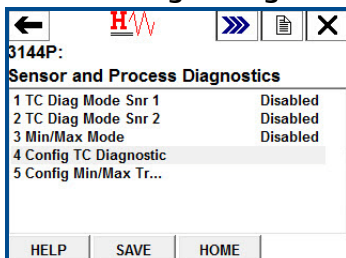 H
3144P:
Sensor and Process Diagnostics
1 TC Diag Mode Snr 1 Disabled
2 TC Diag Mode Snr 2 Disabled
3 Min/Max Mode Disabled
4 Config TC Diagnostic
5 Config Min/Max Tr...
HELP SAVE HOME